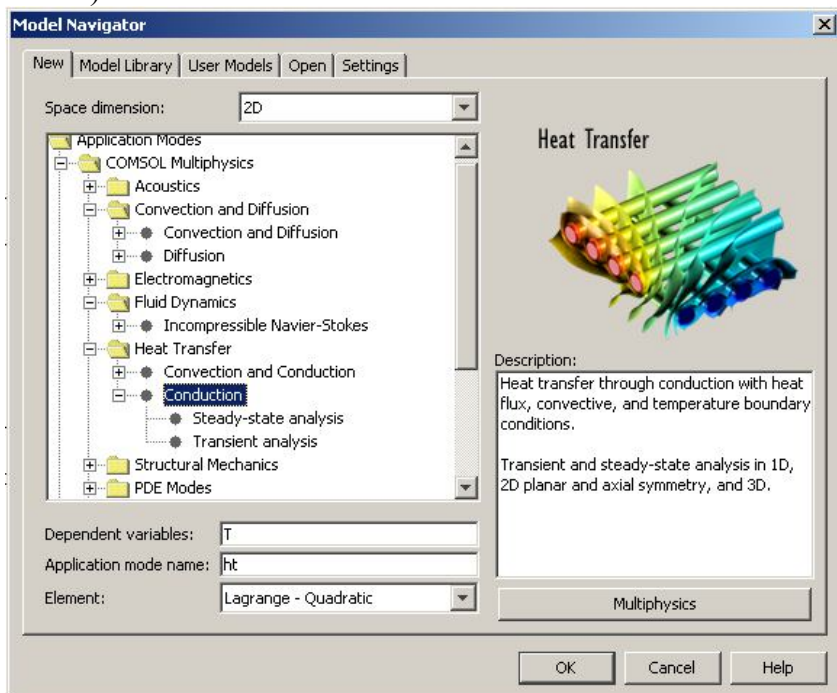 Model Navigator
New Model Library User Models Open Settings
Space dimension: 2D
Application Modes
COMSOL Multiphysics
Acoustics
Convection and Diffusion
Convection and Diffusion
Diffusion
Electromagnetics
Fluid Dynamics
Incompressible Navier-Stokes
Heat Transfer
Convection and Conduction
Conduction
Steady-state analysis
Transient analysis
Structural Mechanics
PDE Modes
Dependent variables: T
Application mode name: ht
Element: Lagrange - Quadratic
Heat Transfer
Description:
Heat transfer through conduction with heat
flux, convective, and temperature boundary
conditions.
Transient and steady-state analysis in 1D,
2D planar and axial symmetry, and 3D.
Multiphysics
OK Cancel Help